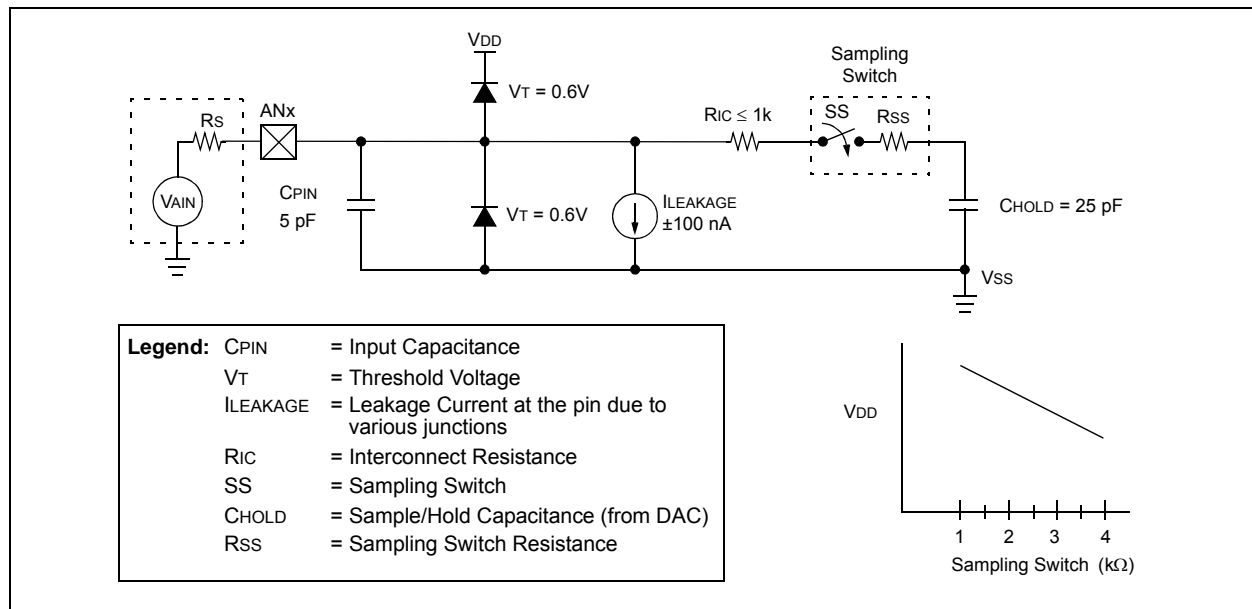 VDD
Sampling
Switch
VT = 0.6V
RIC ≤ 1k
SS
RSS
RS
ANx
VAIN
CPIN
5 pF
VT = 0.6V
ILEAKAGE
±100 nA
CHOLD = 25 pF
VSS
Legend: CPIN = Input Capacitance
VT = Threshold Voltage
ILEAKAGE = Leakage Current at the pin due to
various junctions
RIC = Interconnect Resistance
SS = Sampling Switch
CHOLD = Sample/Hold Capacitance (from DAC)
RSS = Sampling Switch Resistance
VDD
1 2 3 4
Sampling Switch (kΩ)